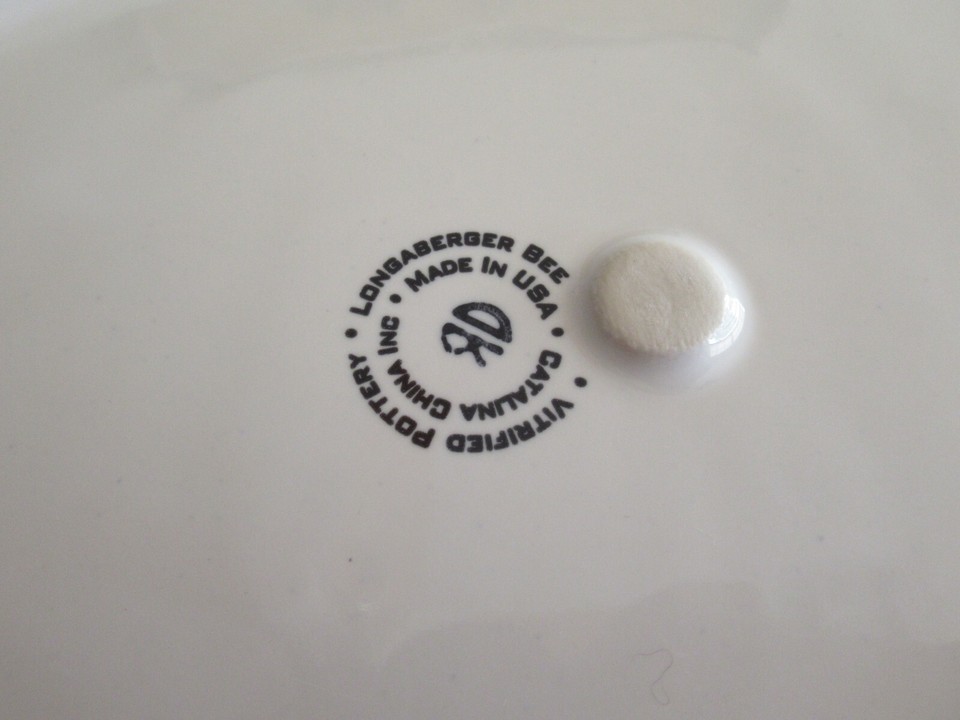 LONGABERGER BEE • VITRIFIED POTTERY •
MADE IN USA • CATALINA CHINA INC •